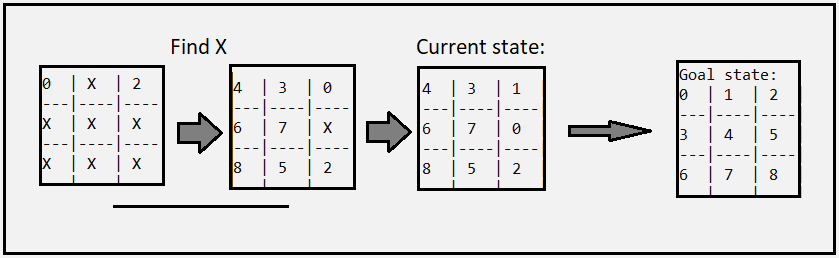 Find X
0 | X | 2
---|----|----
X | X | X
---|----|----
X | X | X
4 | 3 | 0
---|----|----
6 | 7 | X
---|----|----
8 | 5 | 2
Current state:
4 | 3 | 1
---|----|----
6 | 7 | 0
---|----|----
8 | 5 | 2
Goal state:
0 | 1 | 2
---|----|----
3 | 4 | 5
---|----|----
6 | 7 | 8